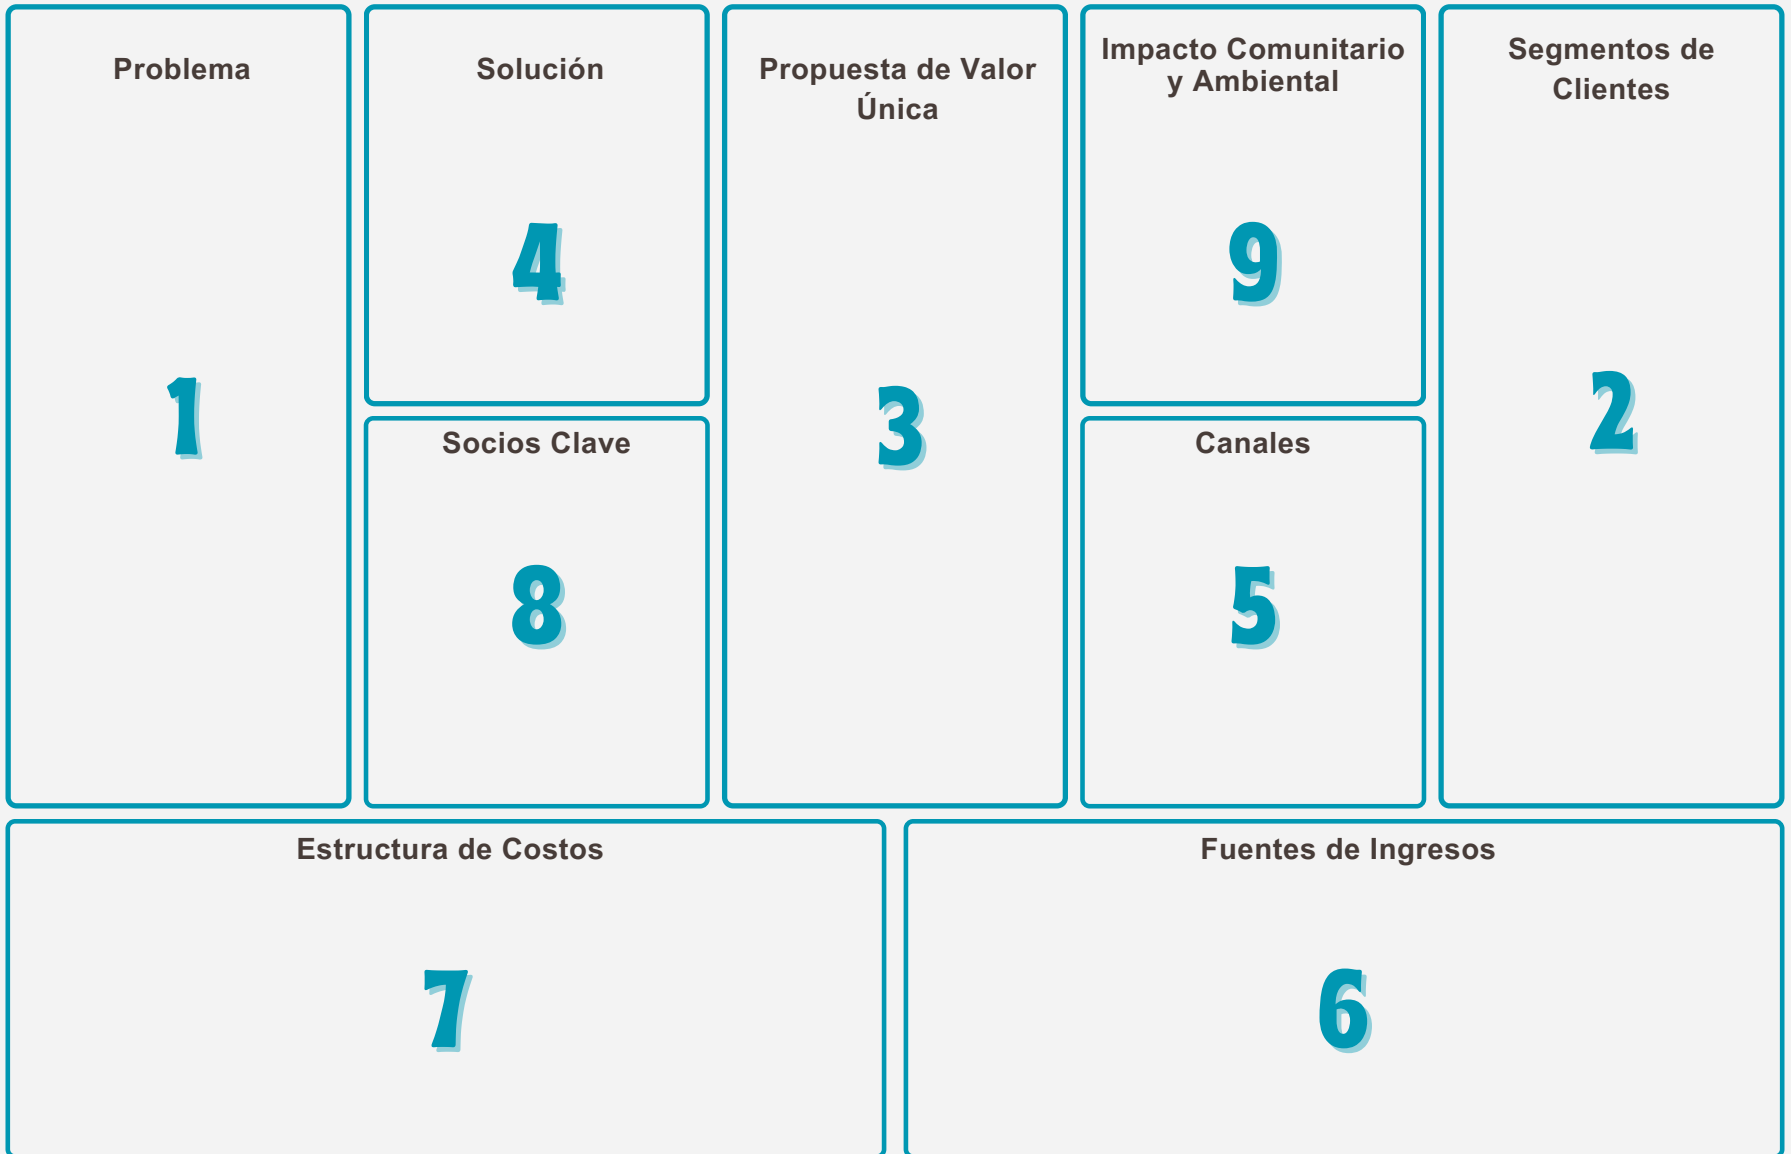 Problema
1
Solución
4
Socios Clave
8
Propuesta de Valor
Única
3
Impacto Comunitario
y Ambiental
9
Canales
5
Segmentos de
Clientes
2
Estructura de Costos
7
Fuentes de Ingresos
6